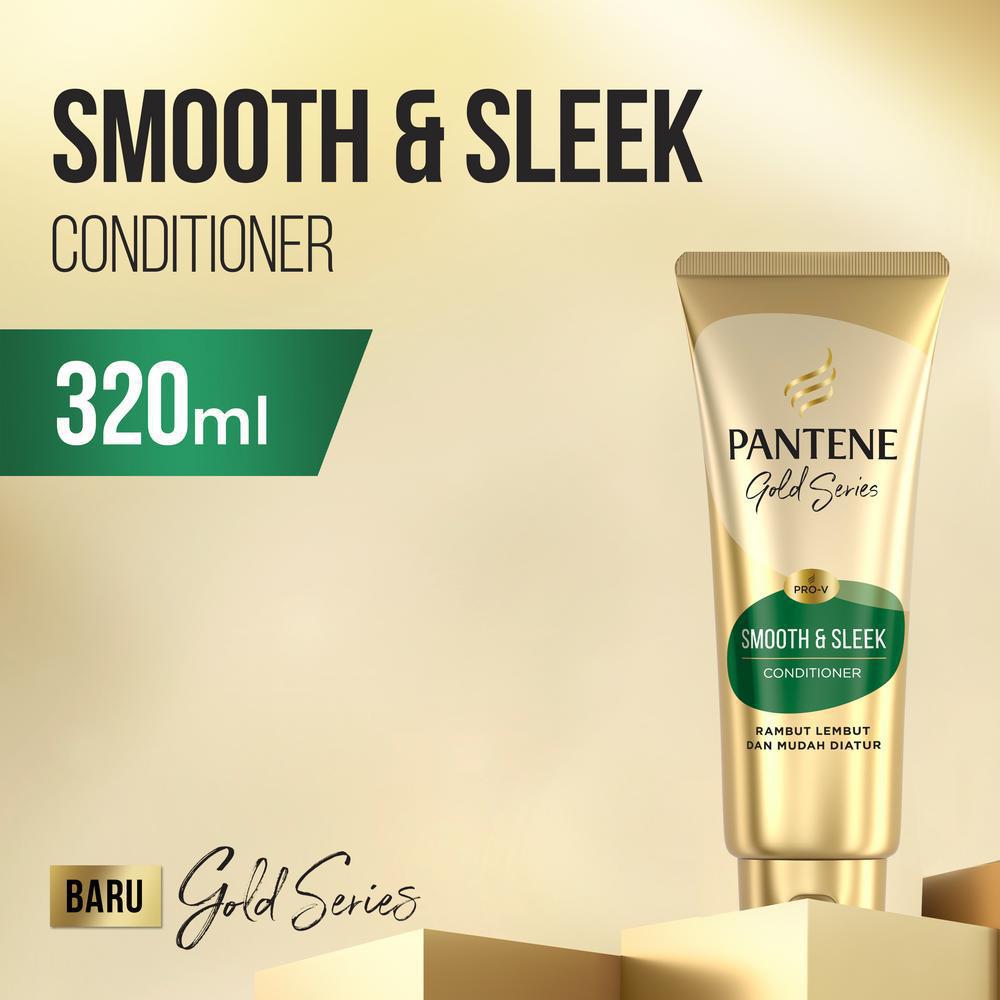 SMOOTH & SLEEK
CONDITIONER
320ml
PANTENE
Gold Series
PRO-V
SMOOTH & SLEEK
CONDITIONER
RAMBUT LEMBUT
DAN MUDAH DIATUR
BARU Gold Series